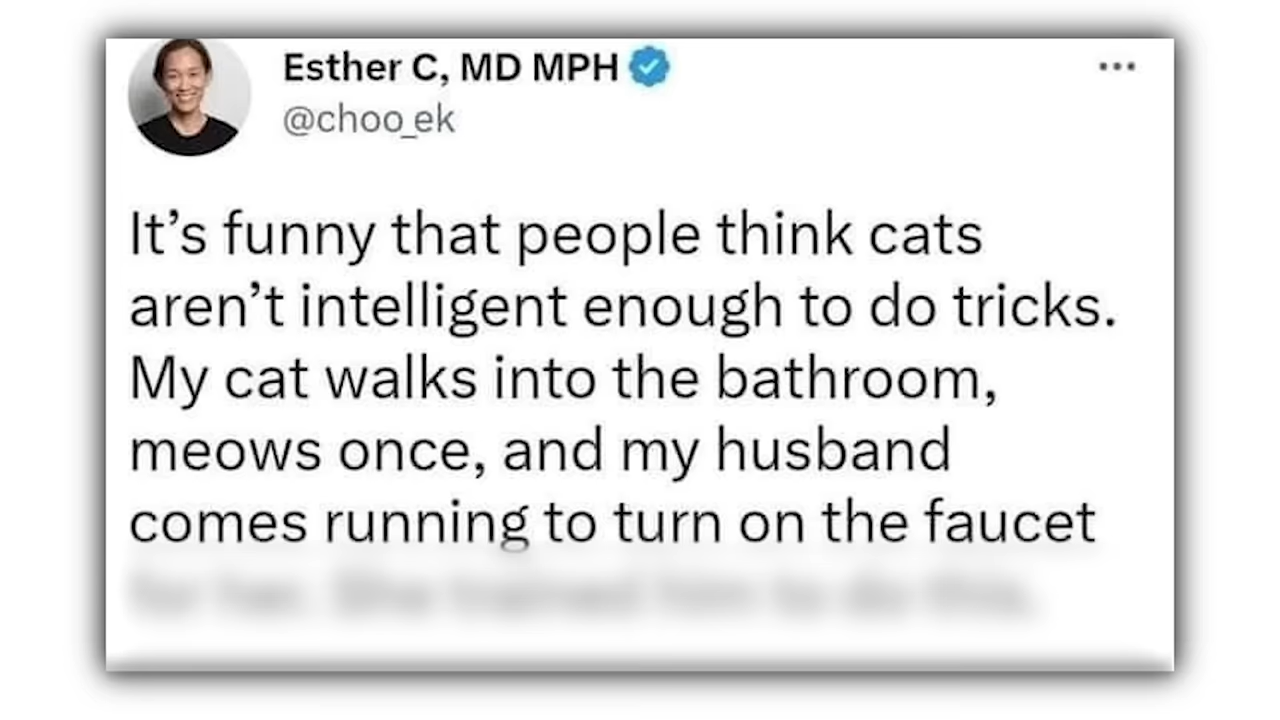 Esther C, MD MPH
@choo_ek
It’s funny that people think cats
aren’t intelligent enough to do tricks.
My cat walks into the bathroom,
meows once, and my husband
comes running to turn on the faucet